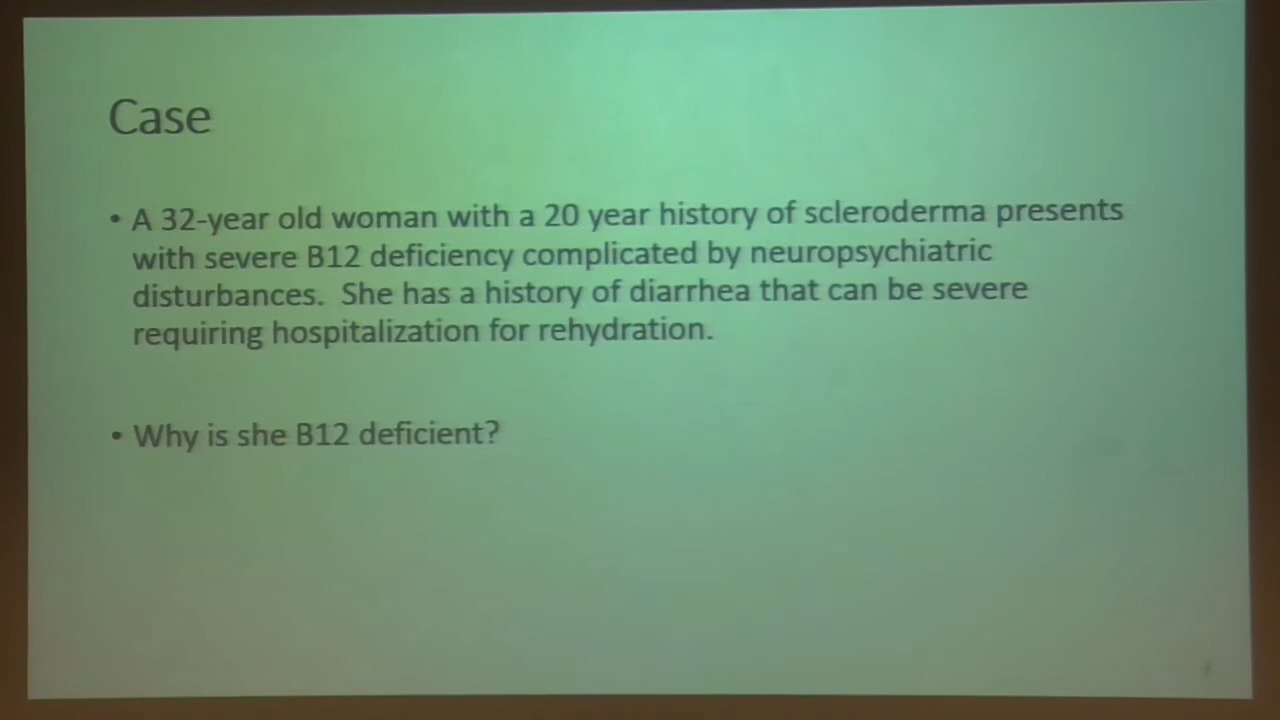 Case
• A 32-year old woman with a 20 year history of scleroderma presents
with severe B12 deficiency complicated by neuropsychiatric
disturbances. She has a history of diarrhea that can be severe
requiring hospitalization for rehydration.
• Why is she B12 deficient?